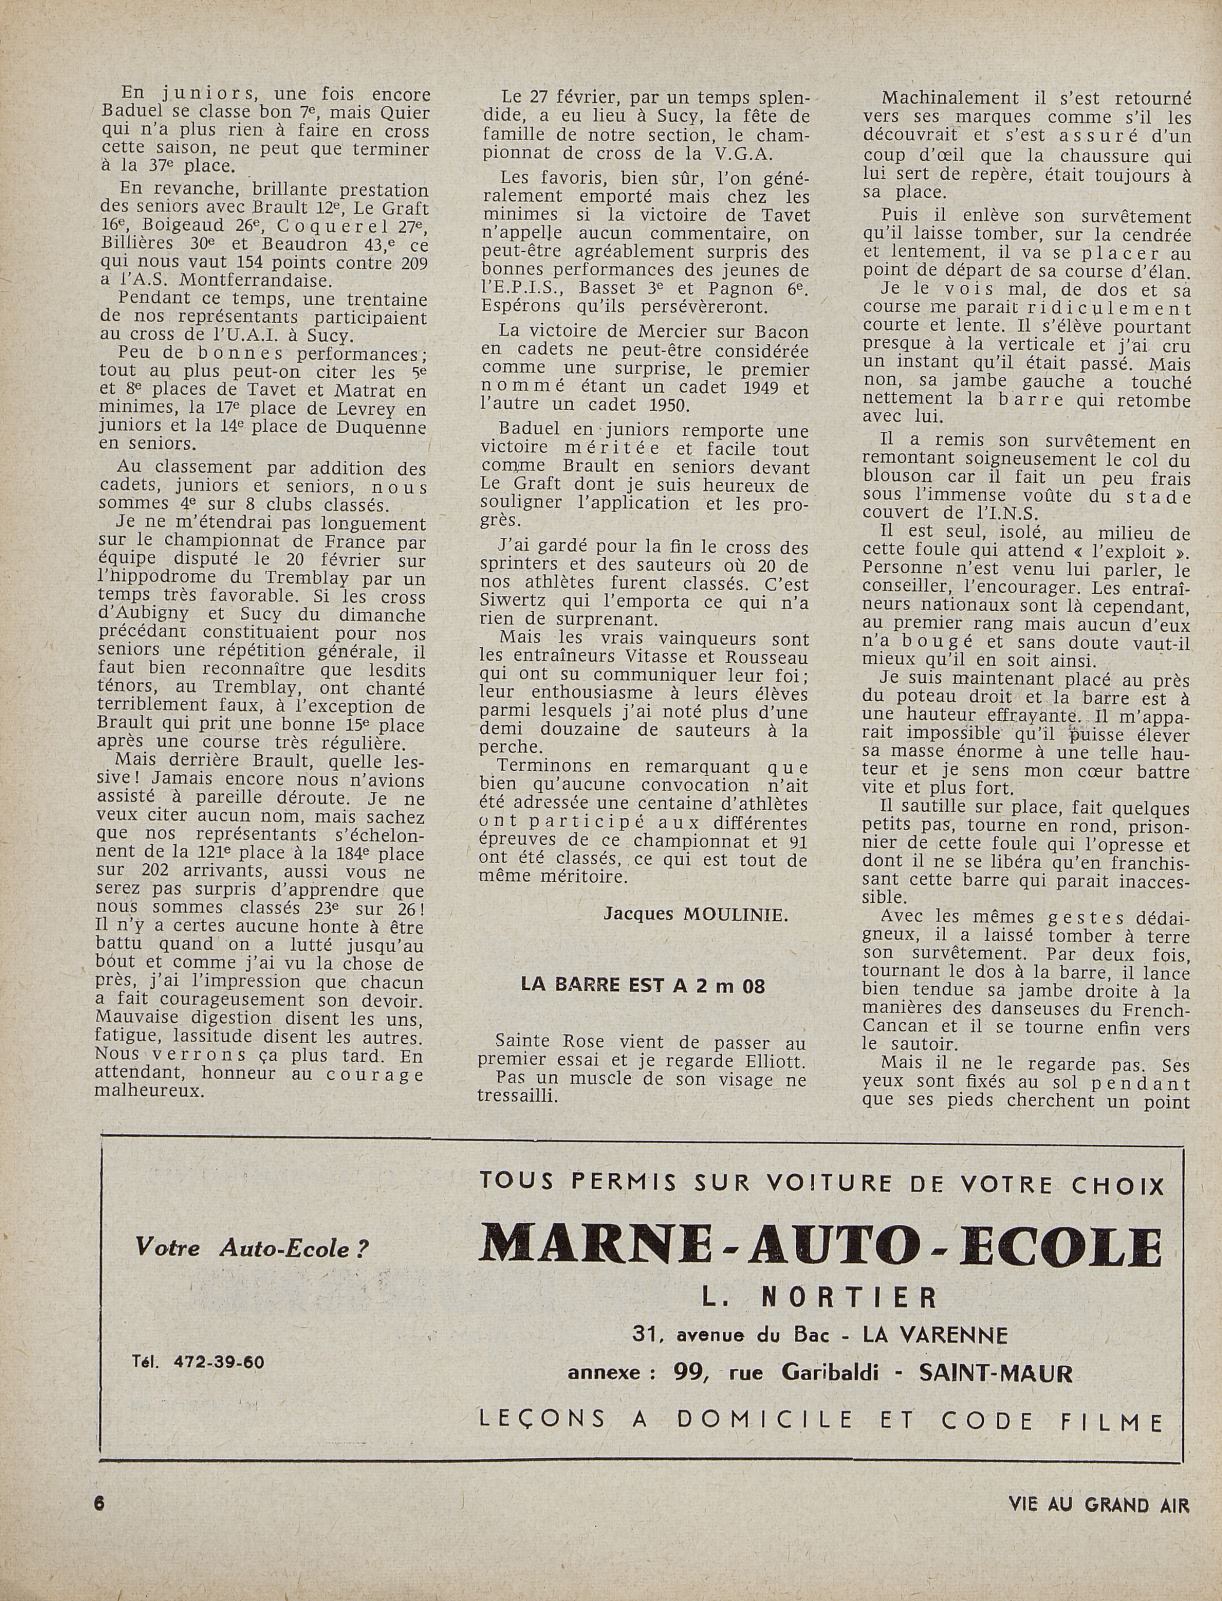 En juniors, une fois encore
Baduel se classe bon 7e, mais Quier
qui n'a plus rien à faire en cross
cette saison, ne peut que terminer
à la 37e place.
En revanche, brillante prestation
des seniors avec Brault 12e, Le Graft
16e, Boigeaud 26e, Coquerel 27e,
Billières 30e et Beaudron 43,e ce
qui nous vaut 154 points contre 209
a l'A.S. Montferrandaise.
Pendant ce temps, une trentaine
de nos représentants participaient
au cross de l'U.A.I. à Sucy.
Peu de bonnes performances;
tout au plus peut-on citer les 5e
et 8e places de Tavet et Matrat en
minimes, la 17e place de Levrey en
juniors et la 14e place de Duquenne
en seniors.
Au classement par addition des
cadets, juniors et seniors, nous
sommes 4e sur 8 clubs classés.
Je ne m'étendrai pas longuement
sur le championnat de France par
équipe disputé le 20 février sur
l'hippodrome du Tremblay par un
temps très favorable. Si les cross
d'Aubigny et Sucy du dimanche
précédant constituaient pour nos
seniors une répétition générale, il
faut bien reconnaître que lesdits
ténors, au Tremblay, ont chanté
terriblement faux, à l'exception de
Brault qui prit une bonne 15e place
après une course très régulière.
Mais derrière Brault, quelle les-
sive! Jamais encore nous n'avions
assisté à pareille déroute. Je ne
veux citer aucun nom, mais sachez
que nos représentants s'échelon-
nent de la 121e place à la 184e place
sur 202 arrivants, aussi vous ne
serez pas surpris d'apprendre que
nous sommes classés 23e sur 26!
Il n'y a certes aucune honte à être
battu quand on a lutté jusqu'au
bout et comme j'ai vu la chose de
près, j'ai l'impression que chacun
a fait courageusement son devoir.
Mauvaise digestion disent les uns,
fatigue, lassitude disent les autres.
Nous verrons ça plus tard. En
attendant, honneur au courage
malheureux.
Le 27 février, par un temps splen-
dide, a eu lieu à Sucy, la fête de
famille de notre section, le cham-
pionnat de cross de la V.G.A.
Les favoris, bien sûr, l'on géné-
ralement emporté mais chez les
minimes si la victoire de Tavet
n'appelle aucun commentaire, on
peut-être agréablement surpris des
bonnes performances des jeunes de
l'E.P.I.S., Basset 3e et Pagnon 6e.
Espérons qu'ils persévèreront.
La victoire de Mercier sur Bacon
en cadets ne peut-être considérée
comme une surprise, le premier
nommé étant un cadet 1949 et
l'autre un cadet 1950.
Baduel en juniors remporte une
victoire méritée et facile tout
comme Brault en seniors devant
Le Graft dont je suis heureux de
souligner l'application et les pro-
grès.
J'ai gardé pour la fin le cross des
sprinters et des sauteurs où 20 de
nos athlètes furent classés. C'est
Siwertz qui l'emporta ce qui n'a
rien de surprenant.
Mais les vrais vainqueurs sont
les entraîneurs Vitasse et Rousseau
qui ont su communiquer leur foi;
leur enthousiasme à leurs élèves
parmi lesquels j'ai noté plus d'une
demi douzaine de sauteurs à la
perche.
Terminons en remarquant que
bien qu'aucune convocation n'ait
été adressée une centaine d'athlètes
ont participé aux différentes
épreuves de ce championnat et 91
ont été classés, ce qui est tout de
même méritoire.
Jacques MOULINIE.
LA BARRE EST A 2 m 08
Sainte Rose vient de passer au
premier essai et je regarde Elliott.
Pas un muscle de son visage ne
tressailli.
Machinalement il s'est retourné
vers ses marques comme s'il les
découvrait et s'est assuré d'un
coup d'œil que la chaussure qui
lui sert de repère, était toujours à
sa place.
Puis il enlève son survêtement
qu'il laisse tomber, sur la cendrée
et lentement, il va se placer au
point de départ de sa course d'élan.
Je le vois mal, de dos et sa
course me parait ridiculement
courte et lente. Il s'élève pourtant
presque à la verticale et j'ai cru
un instant qu'il était passé. Mais
non, sa jambe gauche a touché
nettement la barre qui retombe
avec lui.
Il a remis son survêtement en
remontant soigneusement le col du
blouson car il fait un peu frais
sous l'immense voûte du stade
couvert de l'I.N.S.
Il est seul, isolé, au milieu de
cette foule qui attend « l'exploit ».
Personne n'est venu lui parler, le
conseiller, l'encourager. Les entraî-
neurs nationaux sont là cependant,
au premier rang mais aucun d'eux
n'a bougé et sans doute vaut-il
mieux qu'il en soit ainsi.
Je suis maintenant placé au près
du poteau droit et la barre est à
une hauteur effrayante. Il m'appa-
rait impossible qu'il puisse élever
sa masse énorme à une telle hau-
teur et je sens mon cœur battre
vite et plus fort.
Il sautille sur place, fait quelques
petits pas, tourne en rond, prison-
nier de cette foule qui l'opresse et
dont il ne se libéra qu'en franchis-
sant cette barre qui parait inacces-
sible.
Avec les mêmes gestes dédai-
gneux, il a laissé tomber à terre
son survêtement. Par deux fois,
tournant le dos à la barre, il lance
bien tendue sa jambe droite à la
manières des danseuses du French-
Cancan et il se tourne enfin vers
le sautoir.
Mais il ne le regarde pas. Ses
yeux sont fixés au sol pendant
que ses pieds cherchent un point
Votre Auto-Ecole ?
Tél. 472-39-60
TOUS PERMIS SUR VOITURE DE VOTRE CHOIX
MARNE-AUTO-ECOLE
L. NORTIER
31, avenue du Bac - LA VARENNE
annexe : 99, rue Garibaldi - SAINT-MAUR
LEÇONS A DOMICILE ET CODE FILME
6
VIE AU GRAND AIR